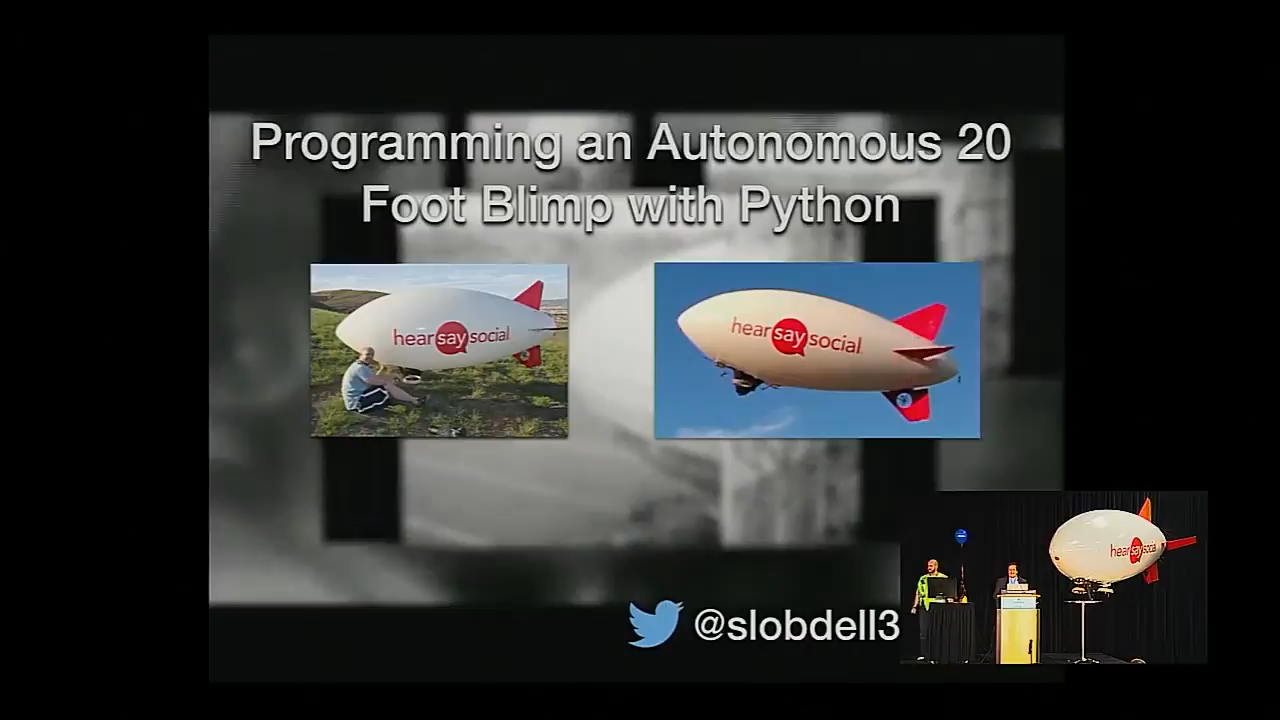 Programming an Autonomous 20
Foot Blimp with Python
hearsaysocial
hearsaysocial
@slobdell3
hearsaysocial